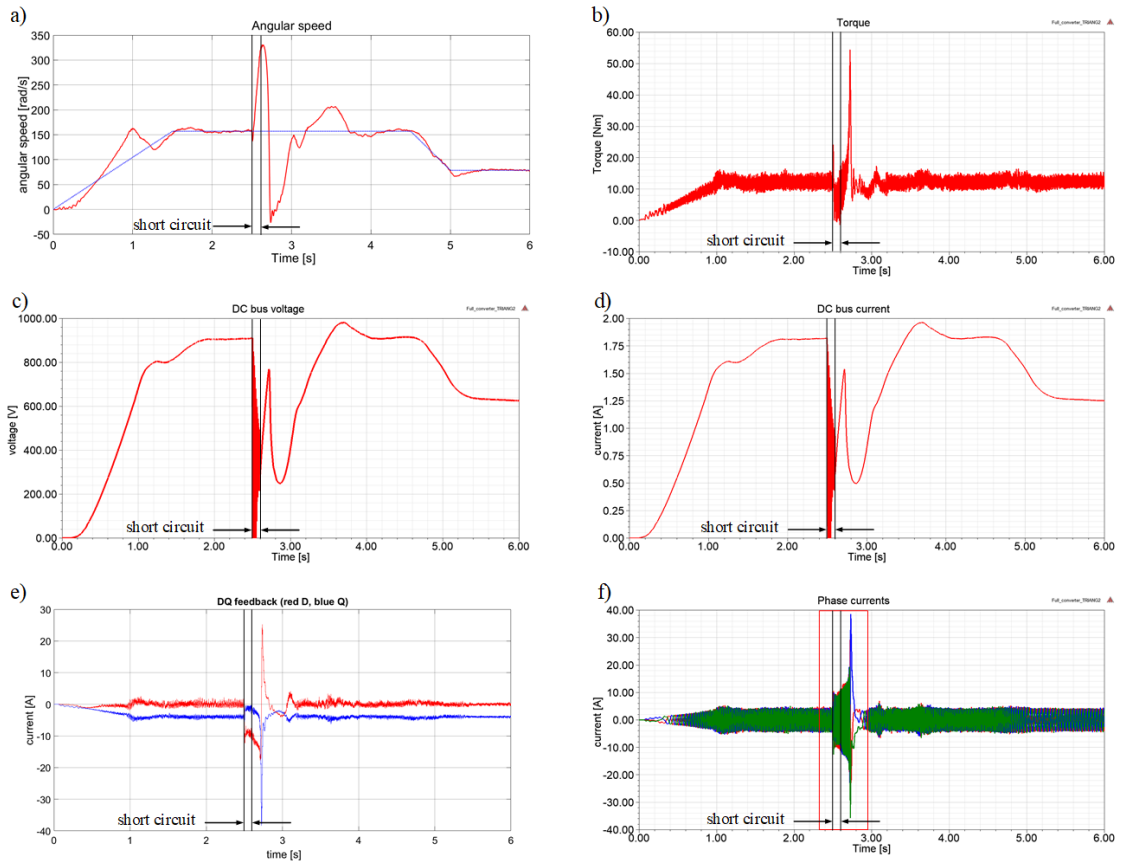 a)
Angular speed
350
300
250
200
150
100
50
0
-50
angular speed [rad/s]
short circuit
0 1 2 3 4 5 6
Time [s]
b)
Full_converter_TRIANG2
Torque
60.00
50.00
40.00
30.00
20.00
10.00
0.00
-10.00
Torque [Nm]
short circuit
0.00 1.00 2.00 3.00 4.00 5.00 6.00
Time [s]
c)
DC bus voltage
Full_converter_TRIANG2
1000.00
800.00
600.00
400.00
200.00
0.00
voltage [V]
short circuit
0.00 1.00 2.00 3.00 4.00 5.00 6.00
Time [s]
d)
DC bus current
Full_converter_TRIANG2
2.00
1.75
1.50
1.25
1.00
0.75
0.50
0.25
0.00
current [A]
short circuit
0.00 1.00 2.00 3.00 4.00 5.00 6.00
Time [s]
e)
DQ feedback (red D, blue Q)
30
20
10
0
-10
-20
-30
-40
current [A]
short circuit
0 1 2 3 4 5 6
time [s]
f)
Phase currents
Full_converter_TRIANG2
40.00
30.00
20.00
10.00
0.00
-10.00
-20.00
-30.00
-40.00
current [A]
short circuit
0.00 1.00 2.00 3.00 4.00 5.00 6.00
Time [s]